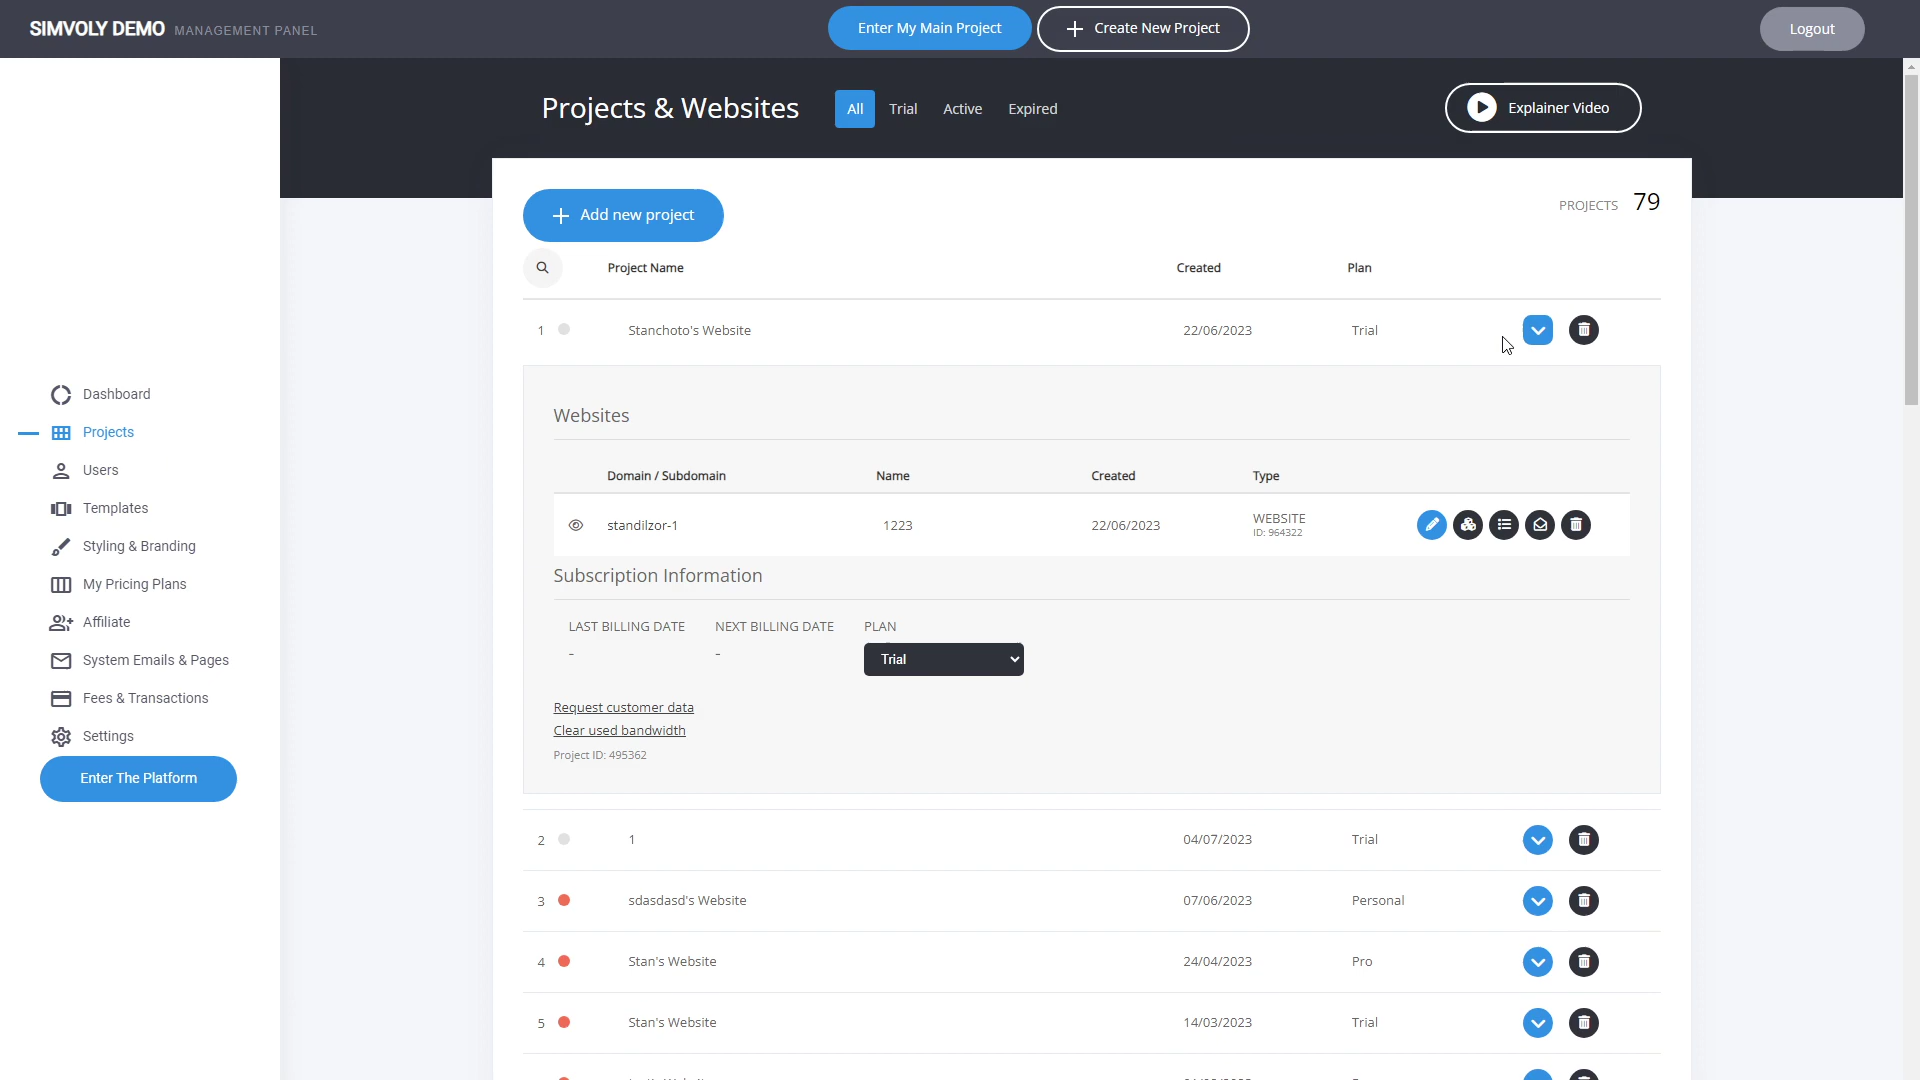 SIMVOLY DEMO MANAGEMENT PANEL
Enter My Main Project
Create New Project
Logout
Projects & Websites
All
Trial
Active
Expired
Explainer Video
Add new project
PROJECTS 79
Project Name
Created
Plan
1
Stanchoto's Website
22/06/2023
Trial
Dashboard
Projects
Users
Templates
Styling & Branding
My Pricing Plans
Affiliate
System Emails & Pages
Fees & Transactions
Settings
Enter The Platform
Websites
Domain / Subdomain
Name
Created
Type
standilzor-1
1223
22/06/2023
WEBSITE
ID: 964322
Subscription Information
LAST BILLING DATE
NEXT BILLING DATE
PLAN
-
-
Trial
Request customer data
Clear used bandwidth
Project ID: 495362
2
1
04/07/2023
Trial
3
sdasdasd's Website
07/06/2023
Personal
4
Stan's Website
24/04/2023
Pro
5
Stan's Website
14/03/2023
Trial